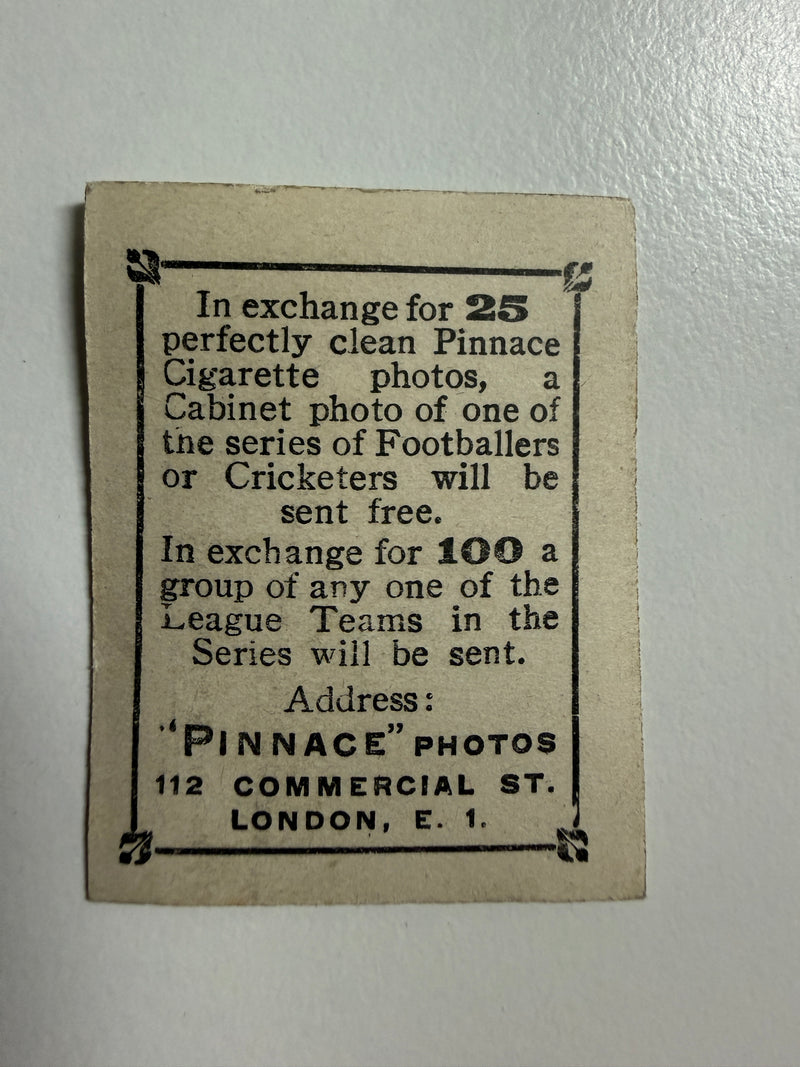 In exchange for 25
perfectly clean Pinnace
Cigarette photos, a
Cabinet photo of one of
the series of Footballers
or Cricketers will be
sent free.
In exchange for 100 a
group of any one of the
League Teams in the
Series will be sent.
Address:
"PINNACE" PHOTOS
112 COMMERCIAL ST.
LONDON, E. 1.